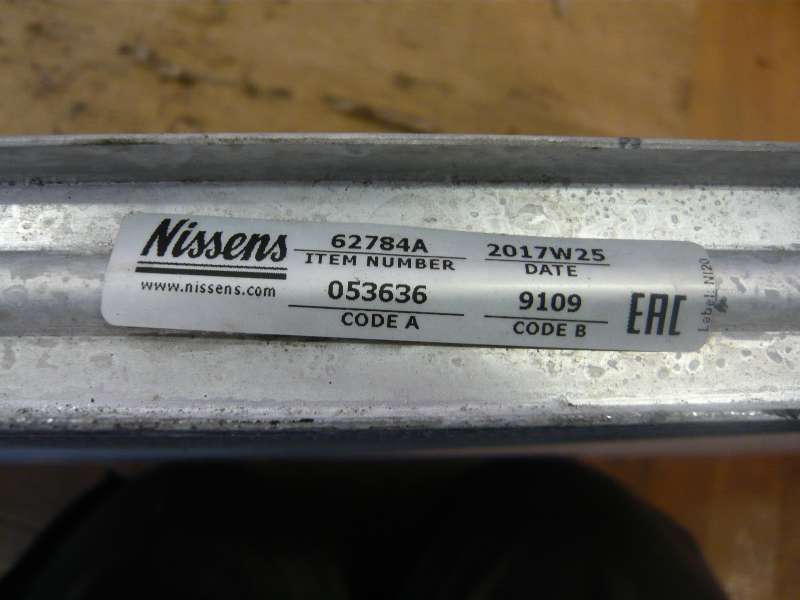 Nissens
www.nissens.com
62784A
ITEM NUMBER
2017W25
DATE
053636
CODE A
9109
CODE B
EAC
Label NI20